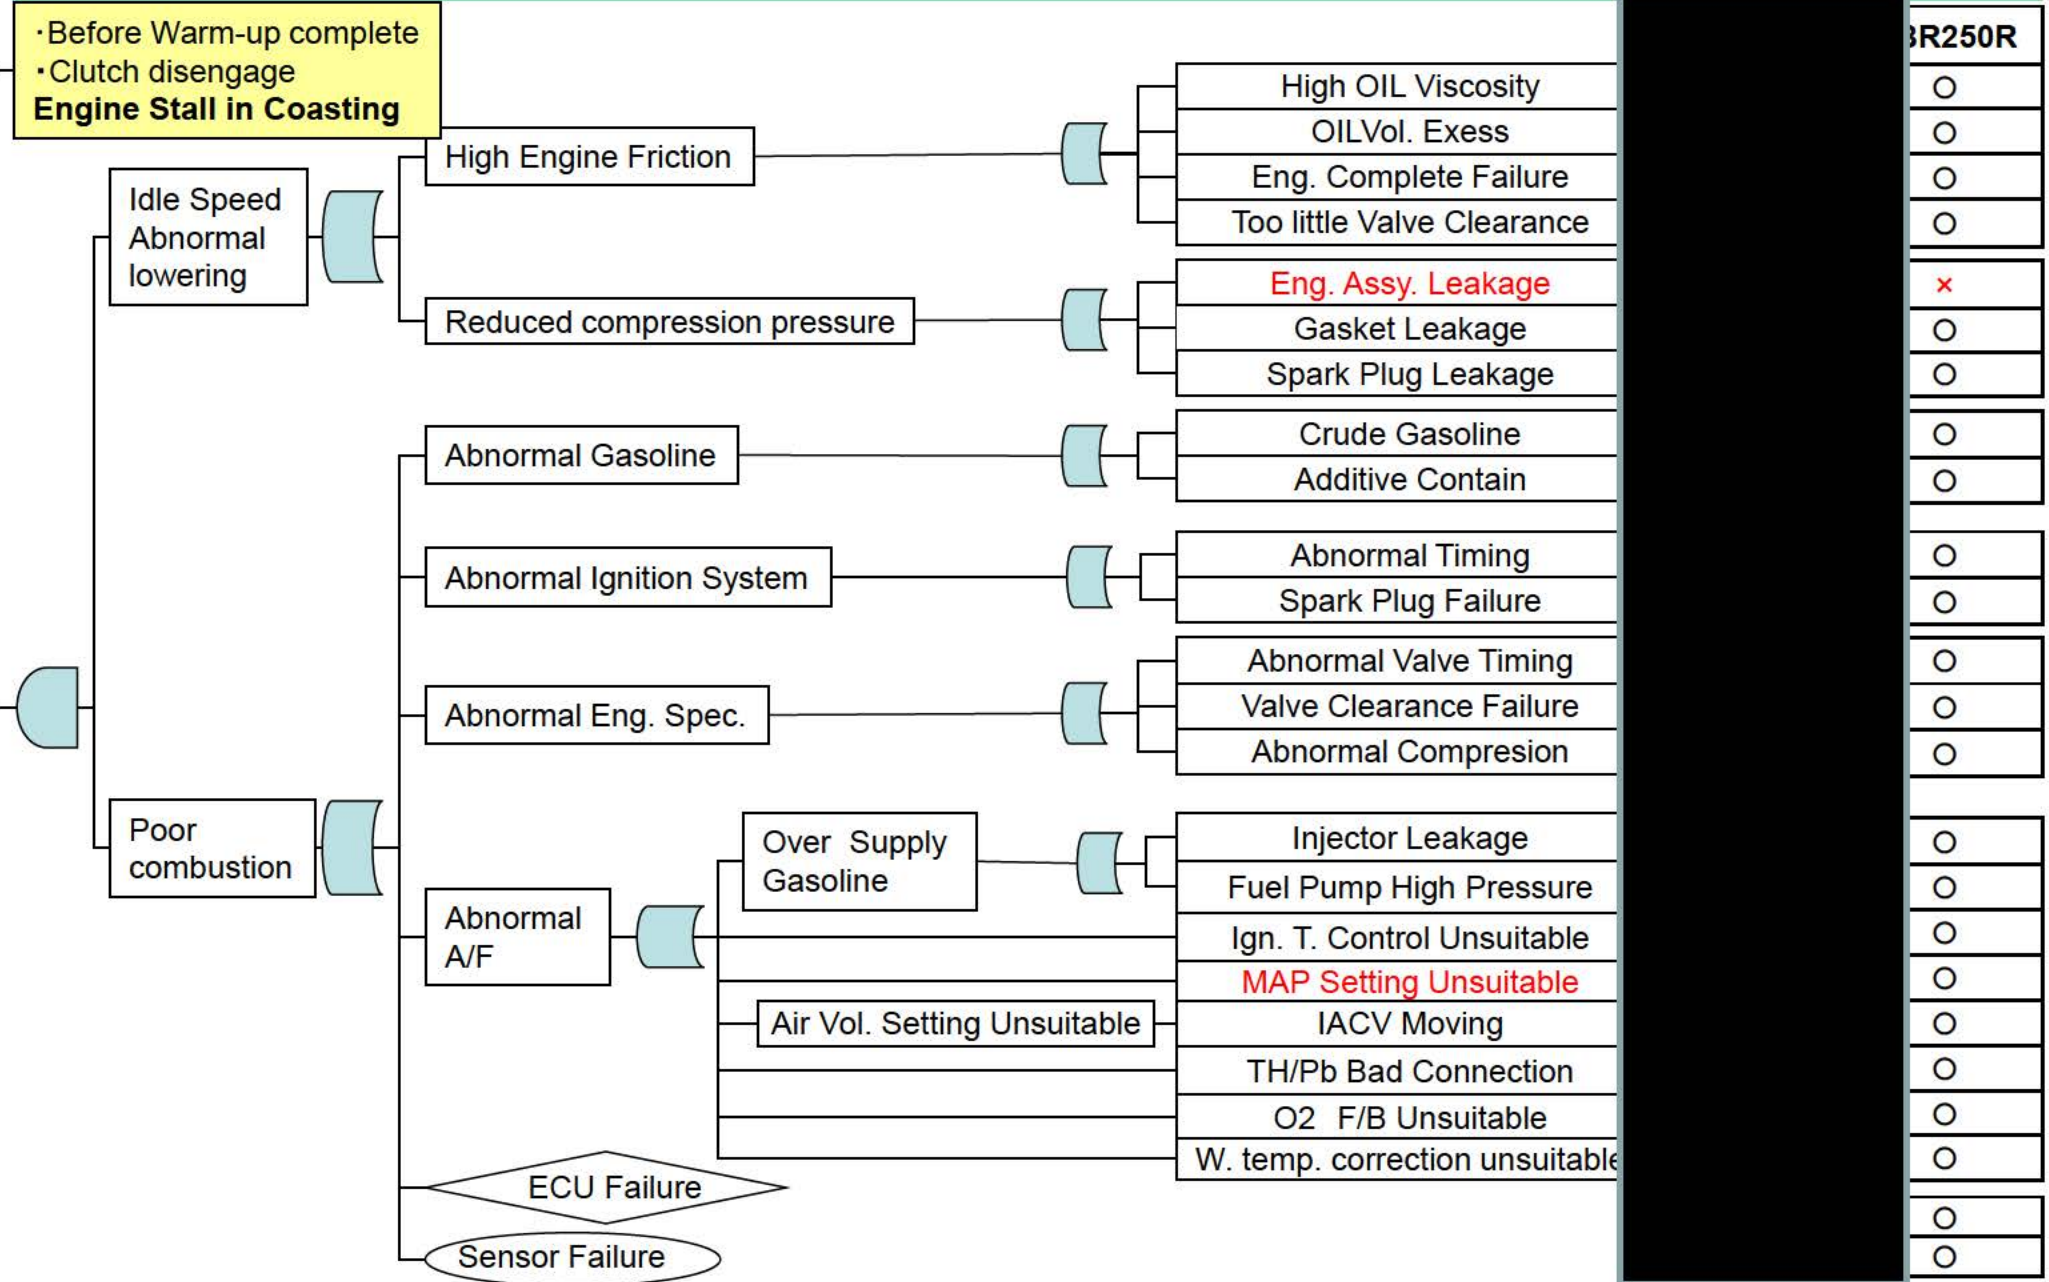 ・Before Warm-up complete
・Clutch disengage
Engine Stall in Coasting
BR250R
High OIL Viscosity ○
OILVol. Exess ○
High Engine Friction
Eng. Complete Failure ○
Too little Valve Clearance ○
Idle Speed
Abnormal
lowering
Eng. Assy. Leakage ×
Reduced compression pressure
Gasket Leakage ○
Spark Plug Leakage ○
Abnormal Gasoline
Crude Gasoline ○
Additive Contain ○
Abnormal Ignition System
Abnormal Timing ○
Spark Plug Failure ○
Abnormal Eng. Spec.
Abnormal Valve Timing ○
Valve Clearance Failure ○
Abnormal Compresion ○
Poor
combustion
Abnormal
A/F
Over Supply
Gasoline
Injector Leakage ○
Fuel Pump High Pressure ○
Ign. T. Control Unsuitable ○
MAP Setting Unsuitable ○
Air Vol. Setting Unsuitable IACV Moving ○
TH/Pb Bad Connection ○
O2 F/B Unsuitable ○
W. temp. correction unsuitable ○
ECU Failure ○
Sensor Failure ○